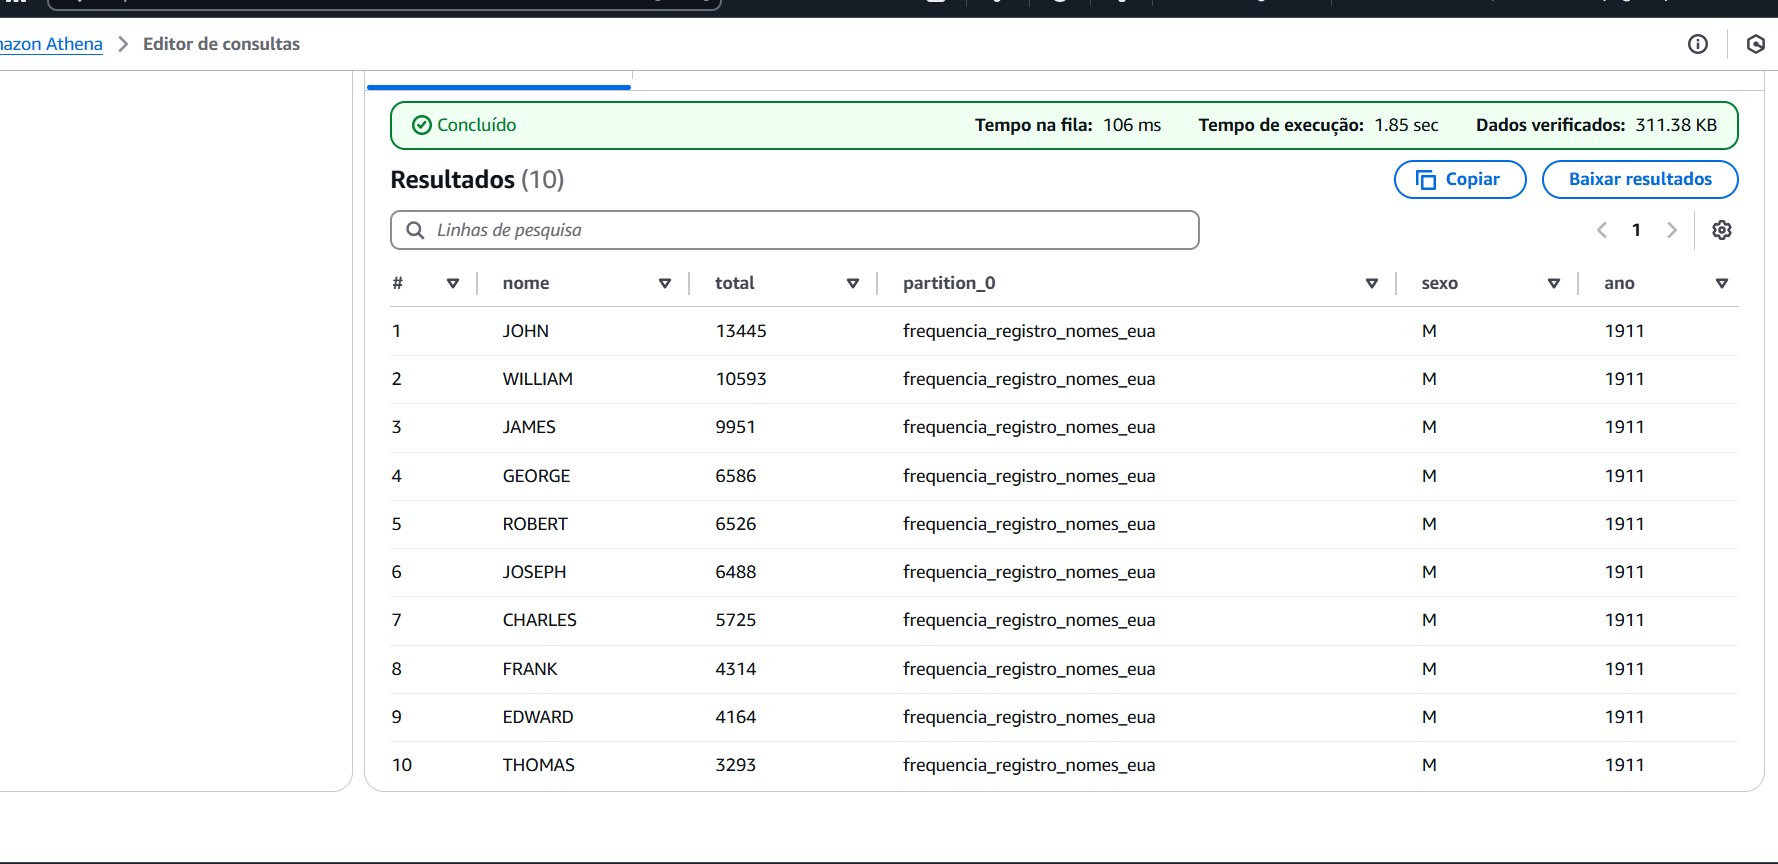 Amazon Athena > Editor de consultas
Concluído Tempo na fila: 106 ms Tempo de execução: 1.85 sec Dados verificados: 311.38 KB
Resultados (10) Copiar Baixar resultados
Linhas de pesquisa 1
# nome total partition_0 sexo ano
1 JOHN 13445 frequencia_registro_nomes_eua M 1911
2 WILLIAM 10593 frequencia_registro_nomes_eua M 1911
3 JAMES 9951 frequencia_registro_nomes_eua M 1911
4 GEORGE 6586 frequencia_registro_nomes_eua M 1911
5 ROBERT 6526 frequencia_registro_nomes_eua M 1911
6 JOSEPH 6488 frequencia_registro_nomes_eua M 1911
7 CHARLES 5725 frequencia_registro_nomes_eua M 1911
8 FRANK 4314 frequencia_registro_nomes_eua M 1911
9 EDWARD 4164 frequencia_registro_nomes_eua M 1911
10 THOMAS 3293 frequencia_registro_nomes_eua M 1911